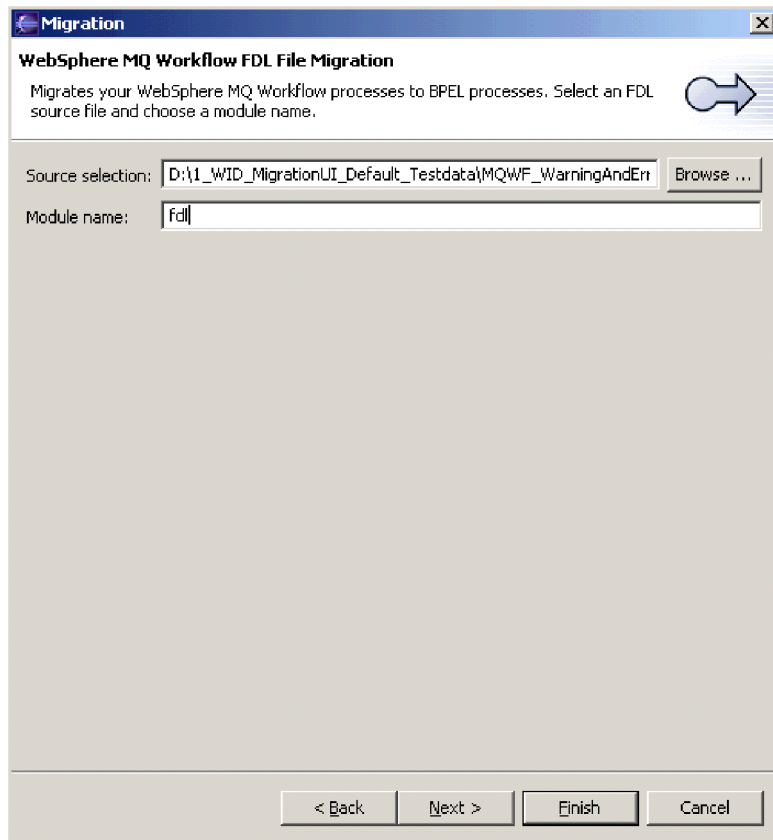 Migration
WebSphere MQ Workflow FDL File Migration
Migrates your WebSphere MQ Workflow processes to BPEL processes. Select an FDL
source file and choose a module name.
Source selection: D:\1_WID_MigrationUI_Default_Testdata\MQWF_WarningAndErr Browse ...
Module name: fdl
< Back Next > Finish Cancel